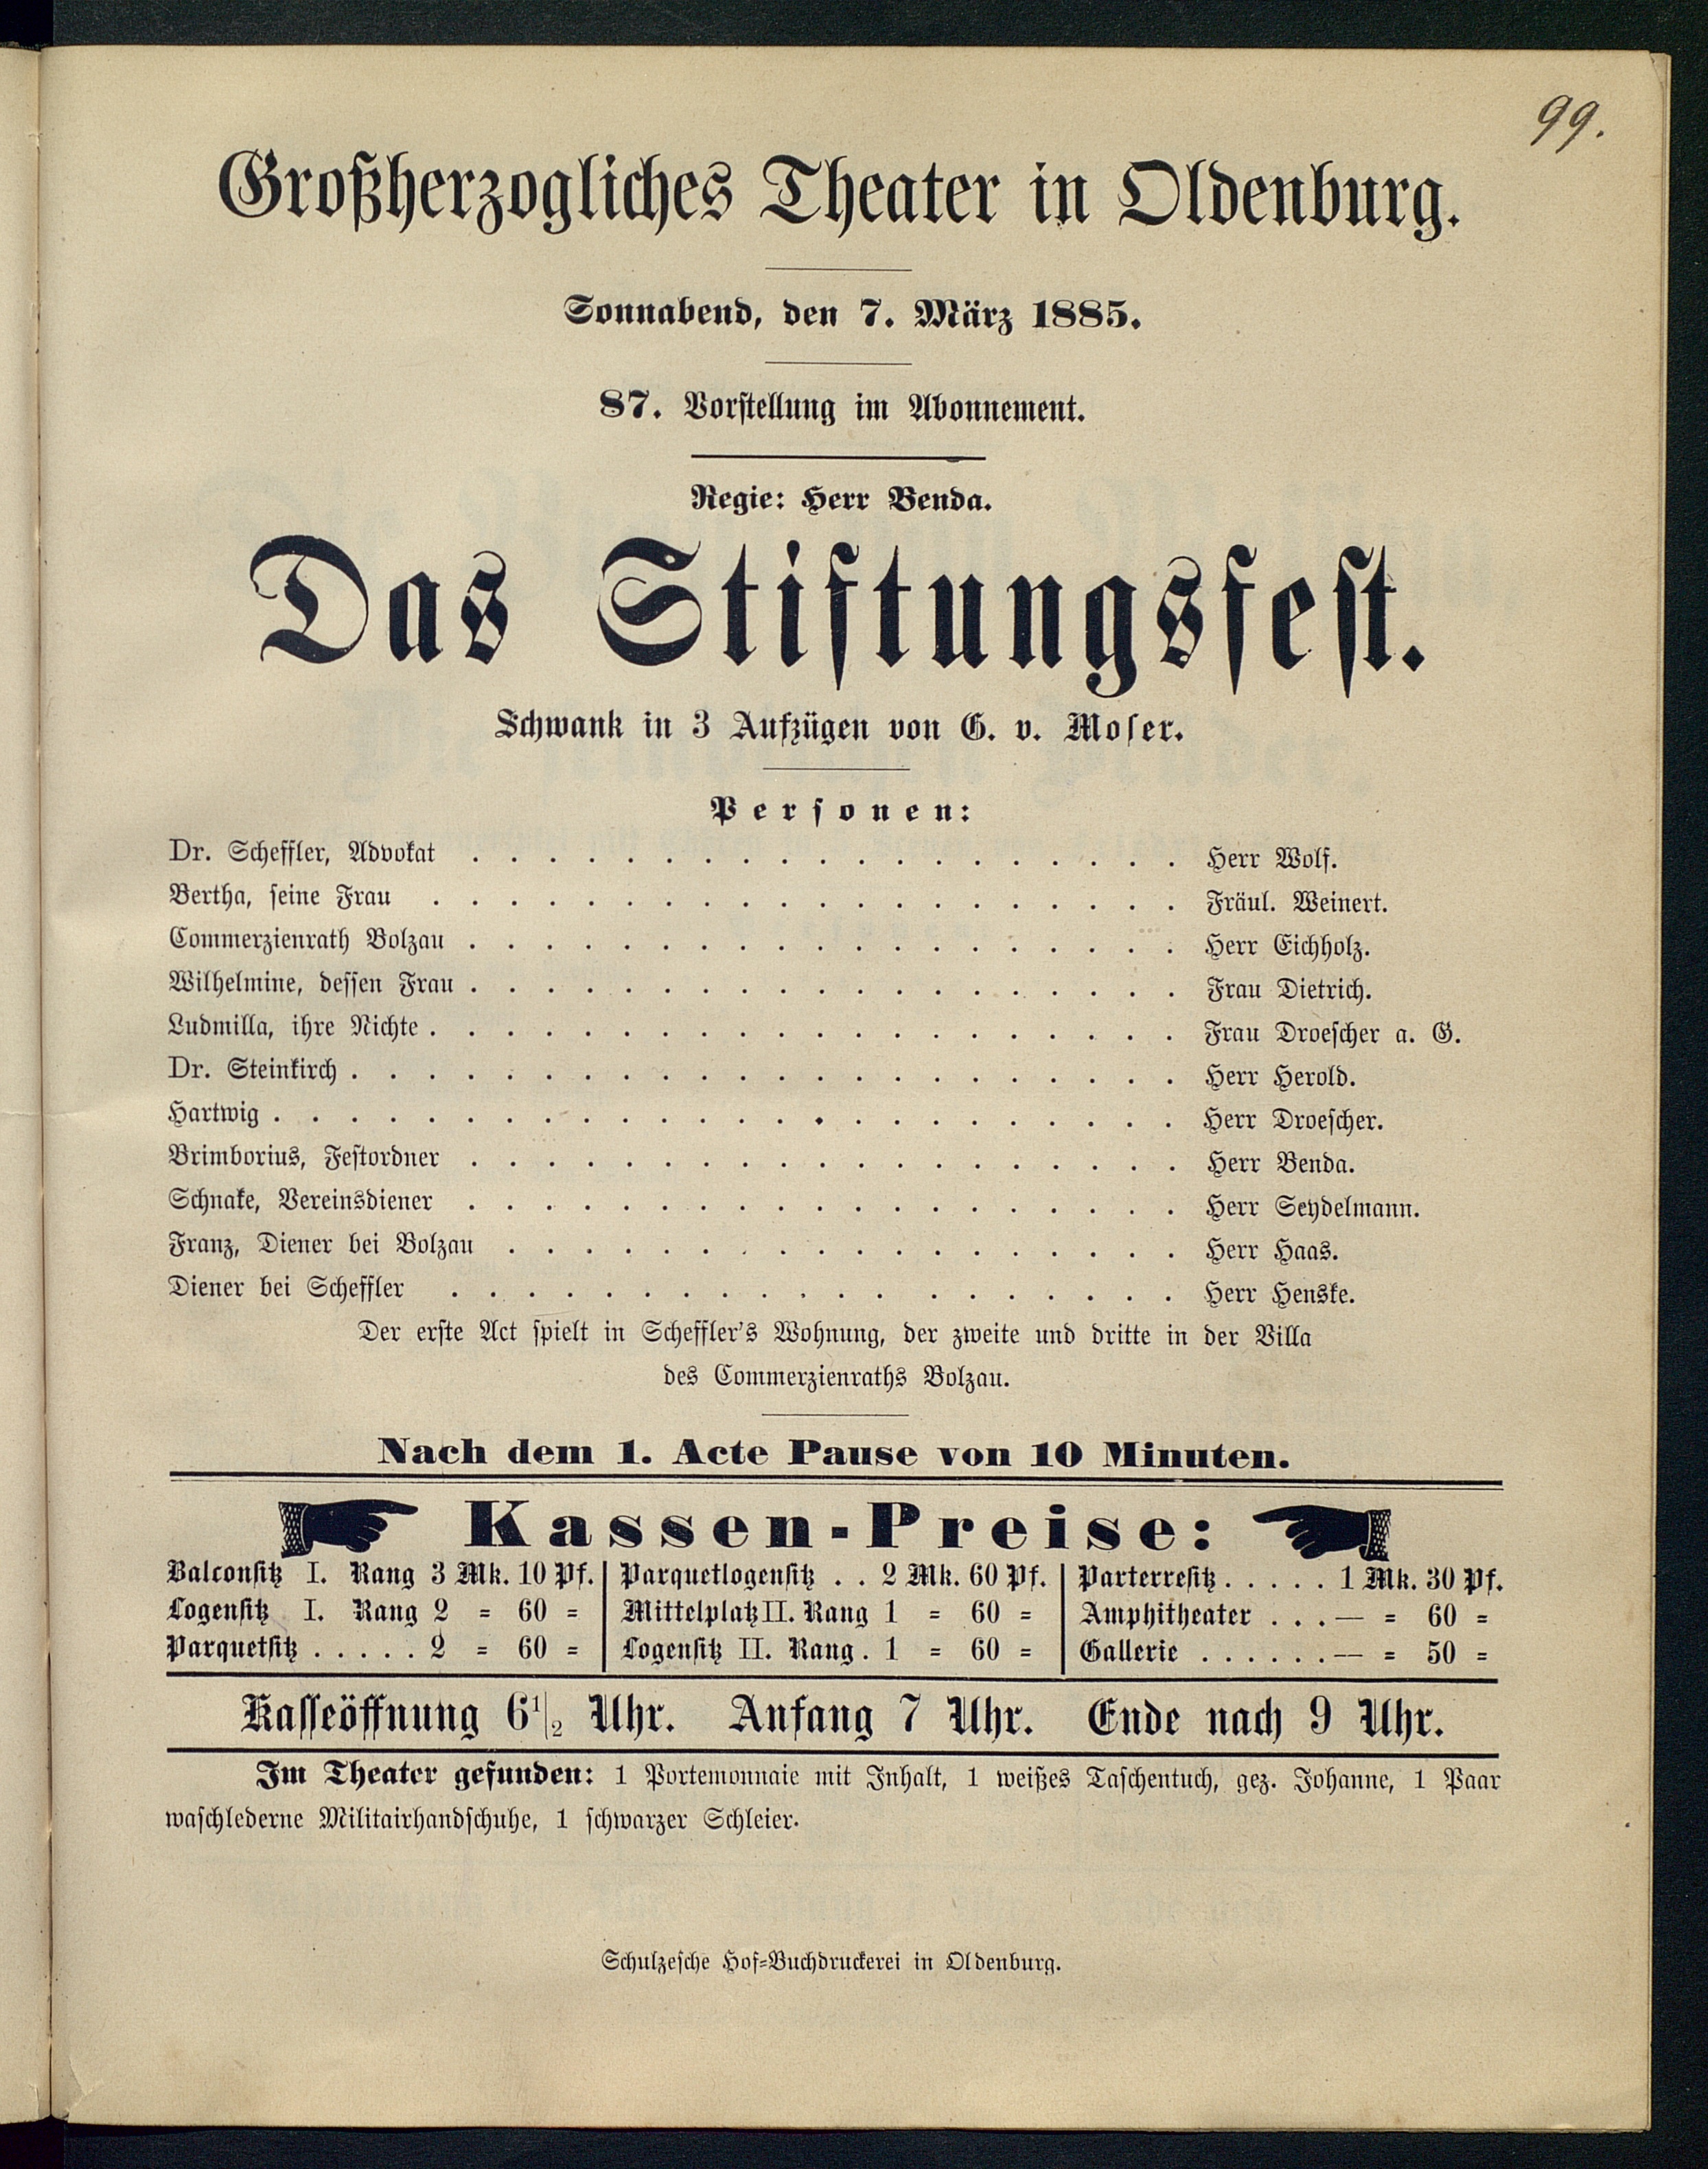 99.
Großherzogliches Theater in Oldenburg.
Sonnabend, den 7. März 1885.
87. Vorstellung im Abonnement.
Regie: Herr Benda.
Das Stiftungsfest.
Schwank in 3 Aufzügen von G. v. Moser.
Personen:
Dr. Scheffler, Advokat . . . . . . . . . . . . . . . . . . . Herr Wolf.
Bertha, seine Frau . . . . . . . . . . . . . . . . . . . . Fräul. Weinert.
Commerzienrath Bolzau . . . . . . . . . . . . . . . . . . . Herr Eichholz.
Wilhelmine, dessen Frau . . . . . . . . . . . . . . . . . . . Frau Dietrich.
Ludmilla, ihre Nichte . . . . . . . . . . . . . . . . . . . . Frau Droescher a. G.
Dr. Steinkirch . . . . . . . . . . . . . . . . . . . . . . Herr Herold.
Hartwig . . . . . . . . . . . . . . . . . . . . . . . . Herr Droescher.
Brimborius, Festordner . . . . . . . . . . . . . . . . . . . Herr Benda.
Schnake, Vereinsdiener . . . . . . . . . . . . . . . . . . . Herr Seydelmann.
Franz, Diener bei Bolzau . . . . . . . . . . . . . . . . . . Herr Haas.
Diener bei Scheffler . . . . . . . . . . . . . . . . . . . Herr Henske.
Der erste Act spielt in Scheffler's Wohnung, der zweite und dritte in der Villa
des Commerzienraths Bolzau.
Nach dem 1. Acte Pause von 10 Minuten.
Kassen-Preise:
Balconsitz I. Rang 3 Mk. 10 Pf. Parquetlogensitz . . 2 Mk. 60 Pf. Parterresitz . . . . . 1 Mk. 30 Pf.
Logensitz I. Rang 2 = 60 = Mittelplatz II. Rang 1 = 60 = Amphitheater . . . — = 60 =
Parquetsitz . . . . . 2 = 60 = Logensitz II. Rang . 1 = 60 = Gallerie . . . . . . — = 50 =
Kasseöffnung 6 1/2 Uhr. Anfang 7 Uhr. Ende nach 9 Uhr.
Im Theater gefunden: 1 Portemonnaie mit Inhalt, 1 weißes Taschentuch, gez. Johanne, 1 Paar
waschlederne Militairhandschuhe, 1 schwarzer Schleier.
Schulzesche Hof=Buchdruckerei in Oldenburg.